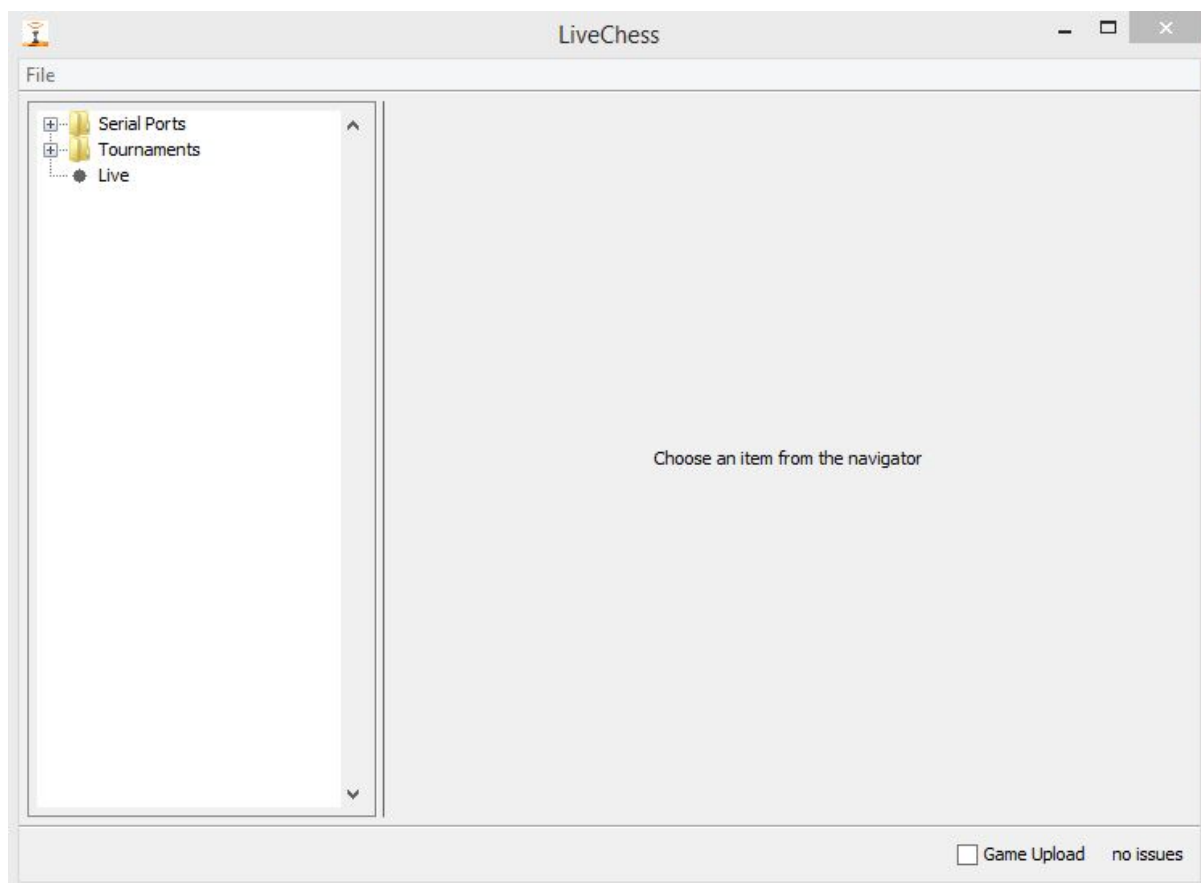 LiveChess
File
Serial Ports
Tournaments
Live
Choose an item from the navigator
Game Upload no issues